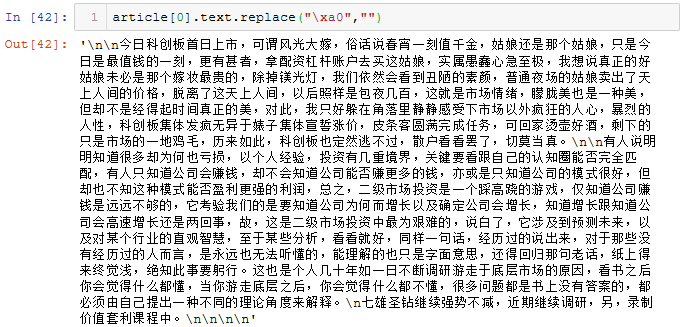 In [42]: 1 article[0].text.replace("\xa0","")
Out[42]: '\n\n今日科创板首日上市，可谓风光大嫁，俗话说春宵一刻值千金，姑娘还是那个姑娘，只是今
日是最值钱的一刻，更有甚者，拿配资杠杆账户去买这姑娘，实属墨鑫心急至极，我想说真正的好
姑娘未必是那个嫁妆最贵的，除掉镁光灯，我们依然会看到丑陋的素颜，普通夜场的姑娘卖出了天
上人间的价格，脱离了这天上人间，以后照样是包夜几百，这就是市场情绪，朦胧美也是一种美，
但却不是经得起时间真正的美，对此，我只好躲在角落里静静感受下市场以外疯狂的人心，暴烈的
人性，科创板集体发疯无异于婊子集体宣誓涨价，皮条客圆满完成任务，可回家烫壶好酒，剩下的
只是市场的一地鸡毛，历来如此，科创板也定然逃不过，散户看看罢了，切莫当真。\n\n有人说明
明知道很多却为何也亏损，以个人经验，投资有几重境界，关键要看跟自己的认知圈能否完全匹
配，有人只知道公司会赚钱，却不会知道公司能否赚更多的钱，亦或是只知道公司的模式很好，但
却也不知这种模式能否盈利更强的利润，总之，二级市场投资是一个踩高跷的游戏，仅知道公司赚
钱是远远不够的，它考验我们的是要知道公司为何而增长以及确定公司会增长，知道增长跟知道公
司会高速增长还是两回事，故，这是二级市场投资中最为艰难的，说白了，它涉及到预测未来，以
及对某个行业的直观智慧，至于某些分析，看看就好，同样一句话，经历过的说出来，对于那些没
有经历过的人而言，是永远也无法听懂的，能理解的也只是字面意思，还得回归那句老话，纸上得
来终觉浅，绝知此事要躬行。这也是个人几十年如一日不断调研游走于底层市场的原因，看书之后
你会觉得什么都懂，当你游走底层之后，你会觉得什么都不懂，很多问题都是书上没有答案的，都
必须由自己提出一种不同的理论角度来解释。\n七雄圣钻继续强势不减，近期继续调研，另，录制
价值套利课程中。\n\n\n\n'